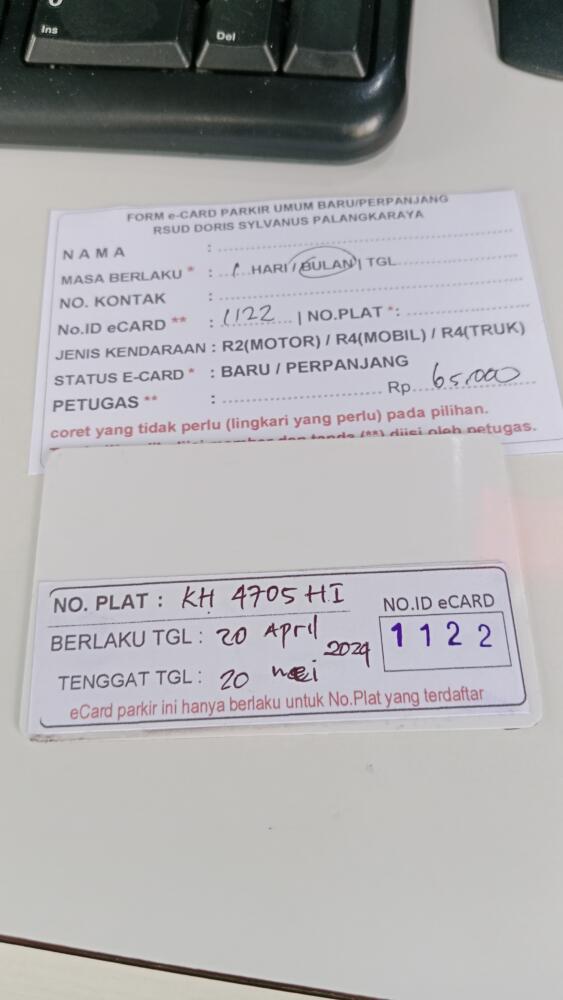 Ins
Del
FORM e-CARD PARKIR UMUM BARU/PERPANJANG
RSUD DORIS SYLVANUS PALANGKARAYA
N A M A :
MASA BERLAKU * : 1 HARI / BULAN | TGL
NO. KONTAK :
No.ID eCARD ** : 1122 | NO.PLAT *:
JENIS KENDARAAN : R2(MOTOR) / R4(MOBIL) / R4(TRUK)
STATUS E-CARD * : BARU / PERPANJANG
PETUGAS ** : Rp. 65.000
coret yang tidak perlu (lingkari yang perlu) pada pilihan.
(**) diisi oleh petugas.
NO. PLAT : KH 4705 HI
NO.ID eCARD
BERLAKU TGL : 20 April 2024
1122
TENGGAT TGL : 20 mei
eCard parkir ini hanya berlaku untuk No.Plat yang terdaftar